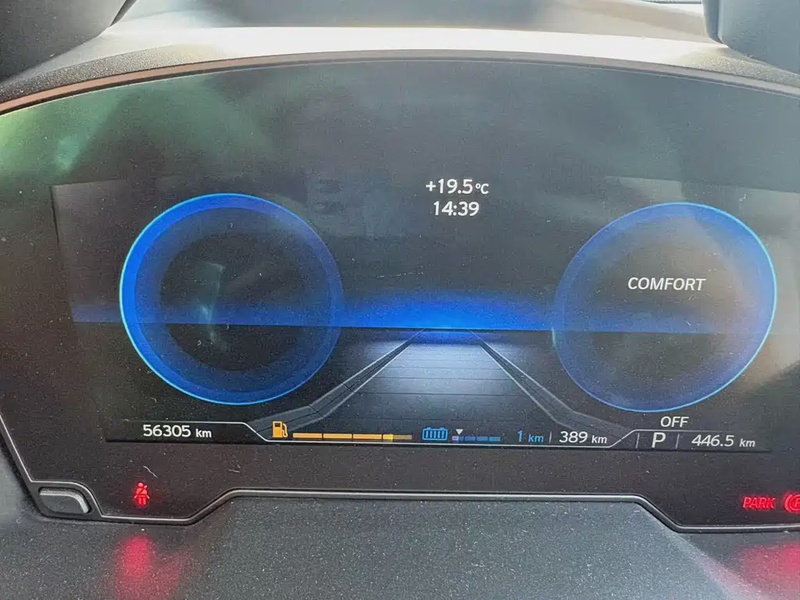 +19.5°C
14:39
COMFORT
OFF
56305 km
1 km
389 km
P
446.5 km
PARK